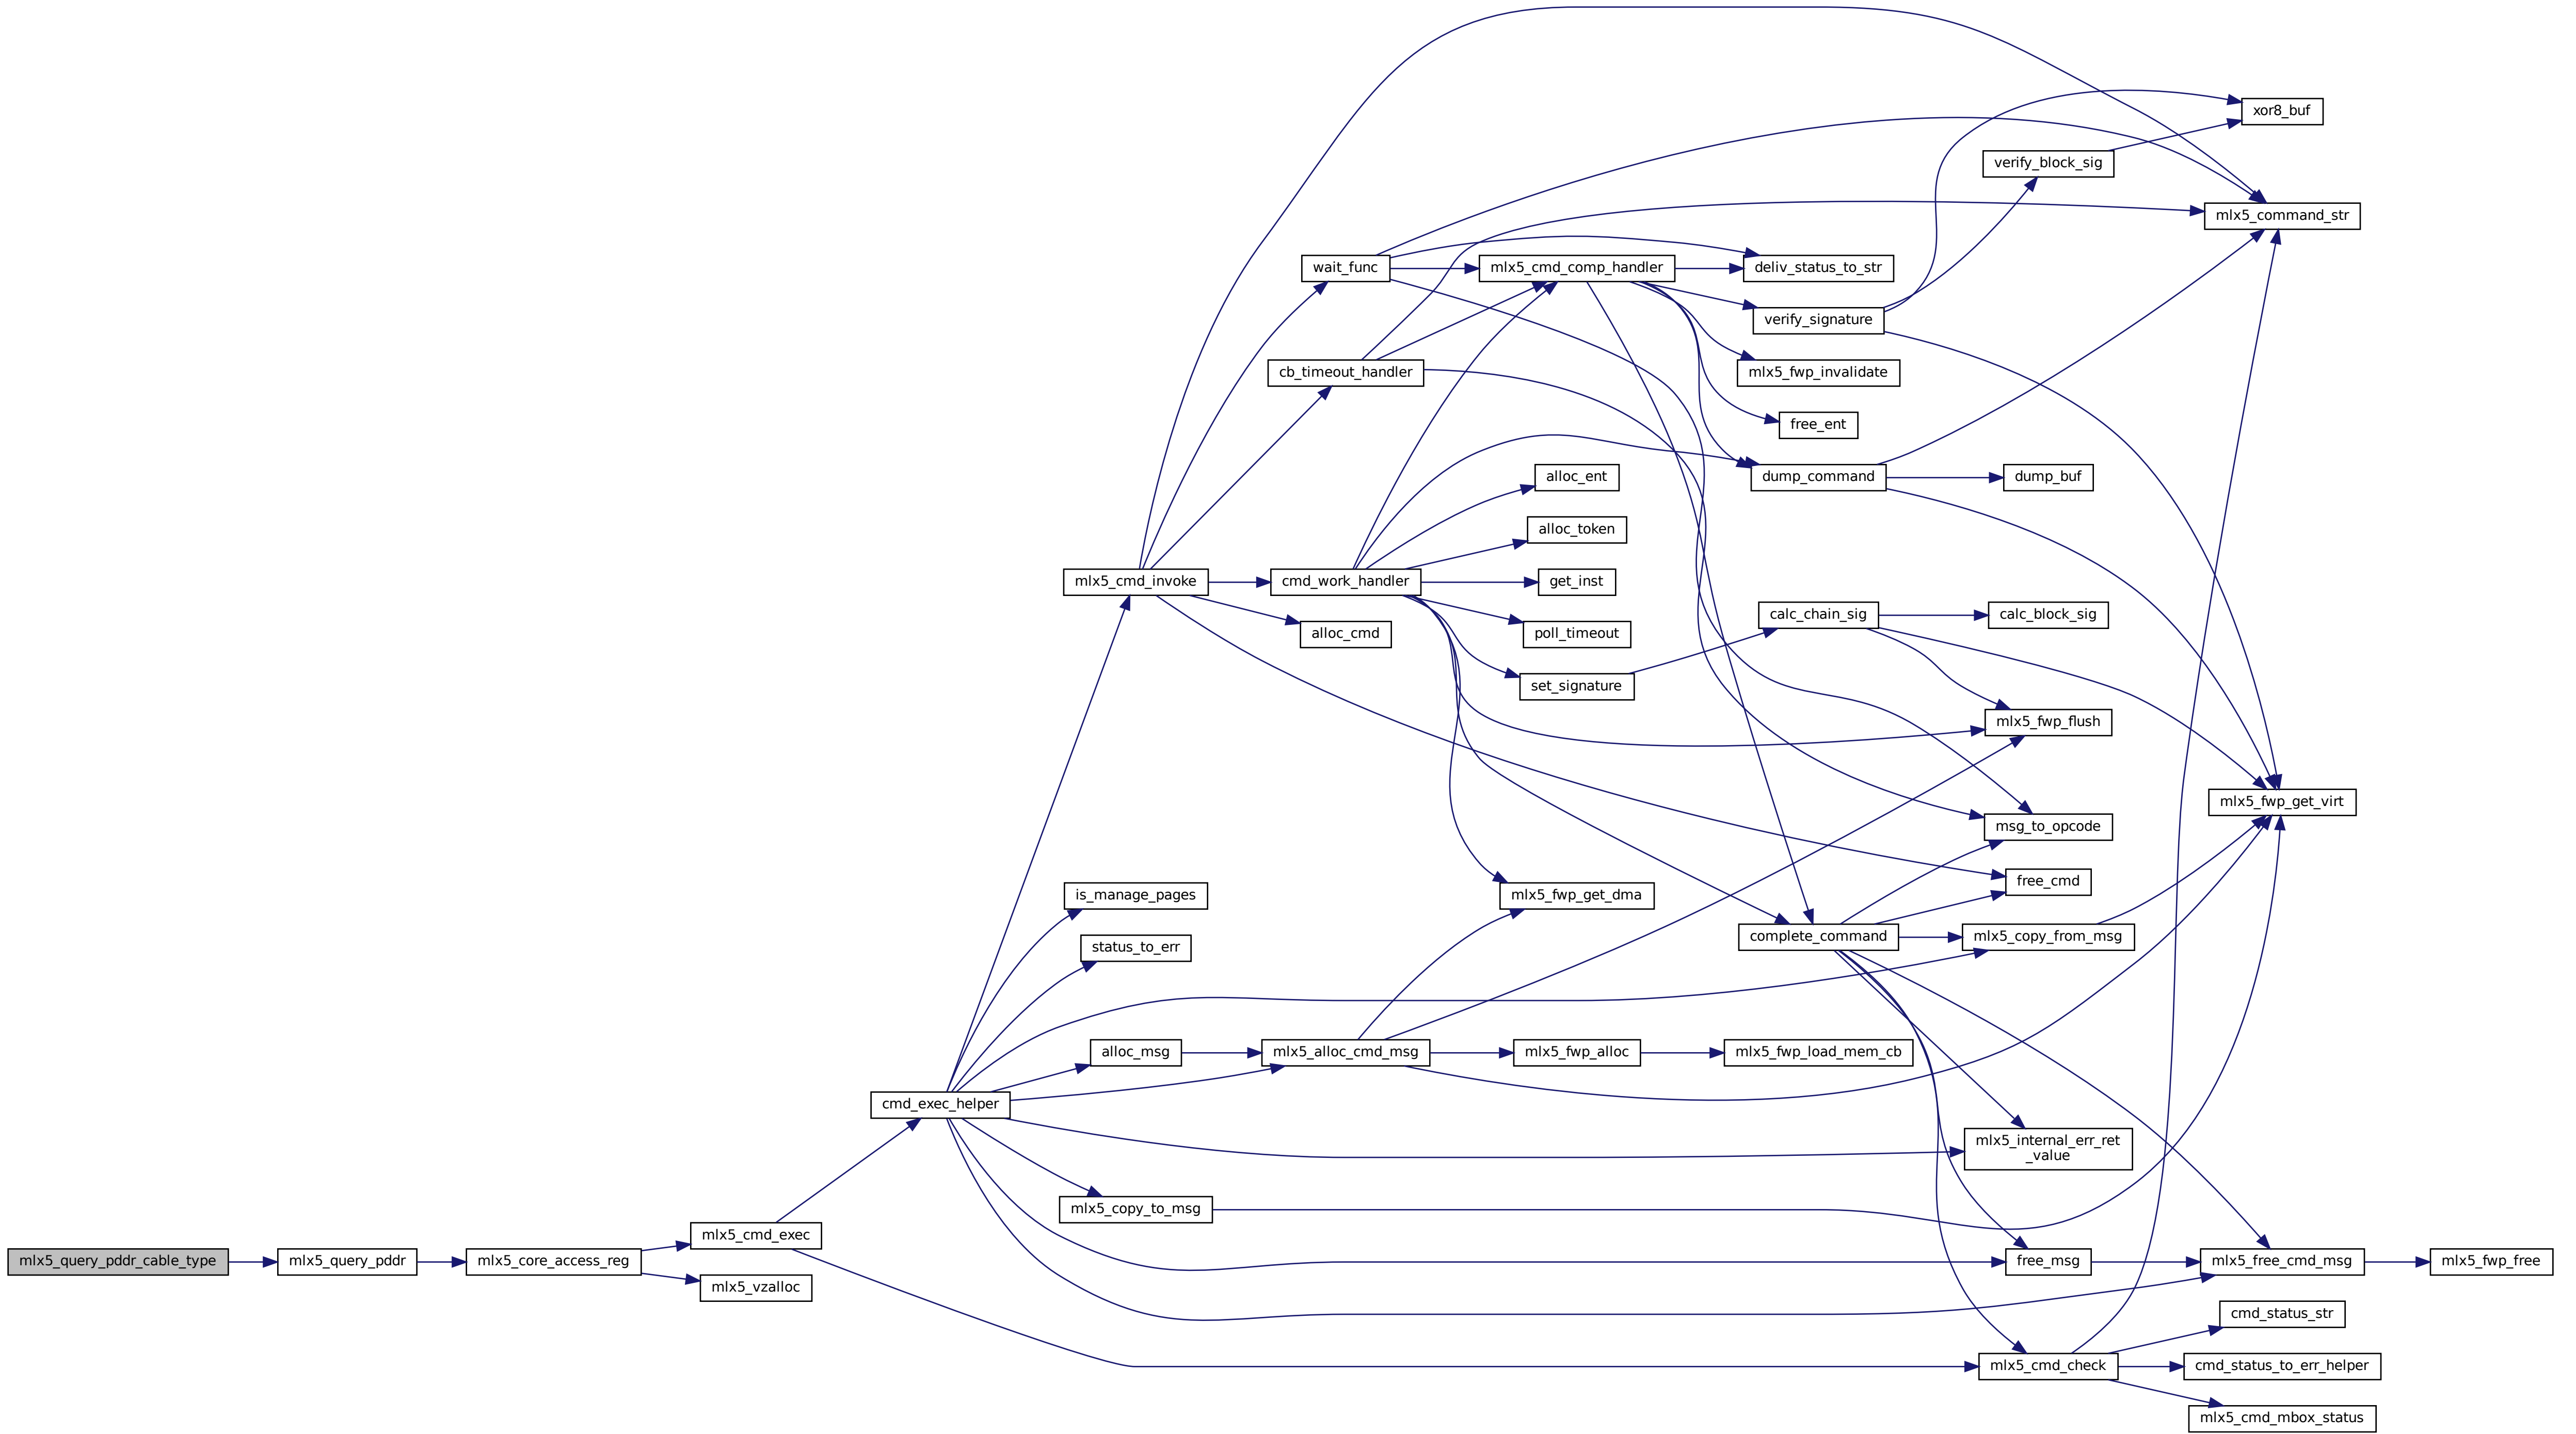 xor8_buf
verify_block_sig
mlx5_command_str
wait_func
mlx5_cmd_comp_handler
deliv_status_to_str
verify_signature
cb_timeout_handler
mlx5_fwp_invalidate
free_ent
alloc_ent
dump_command
dump_buf
alloc_token
mlx5_cmd_invoke
cmd_work_handler
get_inst
calc_chain_sig
calc_block_sig
alloc_cmd
poll_timeout
set_signature
mlx5_fwp_flush
mlx5_fwp_get_virt
msg_to_opcode
free_cmd
is_manage_pages
mlx5_fwp_get_dma
status_to_err
complete_command
mlx5_copy_from_msg
alloc_msg
mlx5_alloc_cmd_msg
mlx5_fwp_alloc
mlx5_fwp_load_mem_cb
cmd_exec_helper
mlx5_internal_err_ret
_value
mlx5_copy_to_msg
mlx5_cmd_exec
mlx5_query_pddr_cable_type
mlx5_query_pddr
mlx5_core_access_reg
free_msg
mlx5_free_cmd_msg
mlx5_fwp_free
mlx5_vzalloc
cmd_status_str
mlx5_cmd_check
cmd_status_to_err_helper
mlx5_cmd_mbox_status